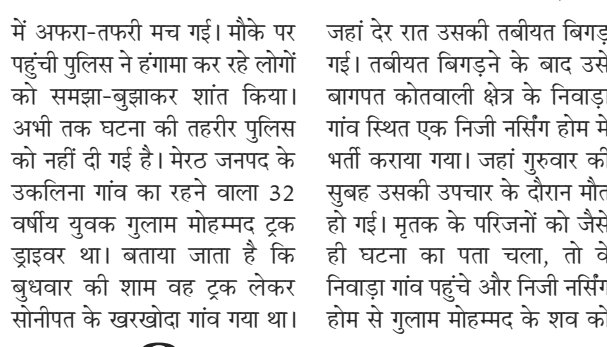 में अफरा-तफरी मच गई। मौके पर
पहुंची पुलिस ने हंगामा कर रहे लोगों
को समझा-बुझाकर शांत किया।
अभी तक घटना की तहरीर पुलिस
को नहीं दी गई है। मेरठ जनपद के
उकलिना गांव का रहने वाला 32
वर्षीय युवक गुलाम मोहम्मद ट्रक
ड्राइवर था। बताया जाता है कि
बुधवार की शाम वह ट्रक लेकर
सोनीपत के खरखोदा गांव गया था।
जहां देर रात उसकी तबीयत बिगड़
गई। तबीयत बिगड़ने के बाद उसे
बागपत कोतवाली क्षेत्र के निवाड़ा
गांव स्थित एक निजी नर्सिंग होम में
भर्ती कराया गया। जहां गुरुवार की
सुबह उसकी उपचार के दौरान मौत
हो गई। मृतक के परिजनों को जैसे
ही घटना का पता चला, तो वे
निवाड़ा गांव पहुंचे और निजी नर्सिंग
होम से गुलाम मोहम्मद के शव को